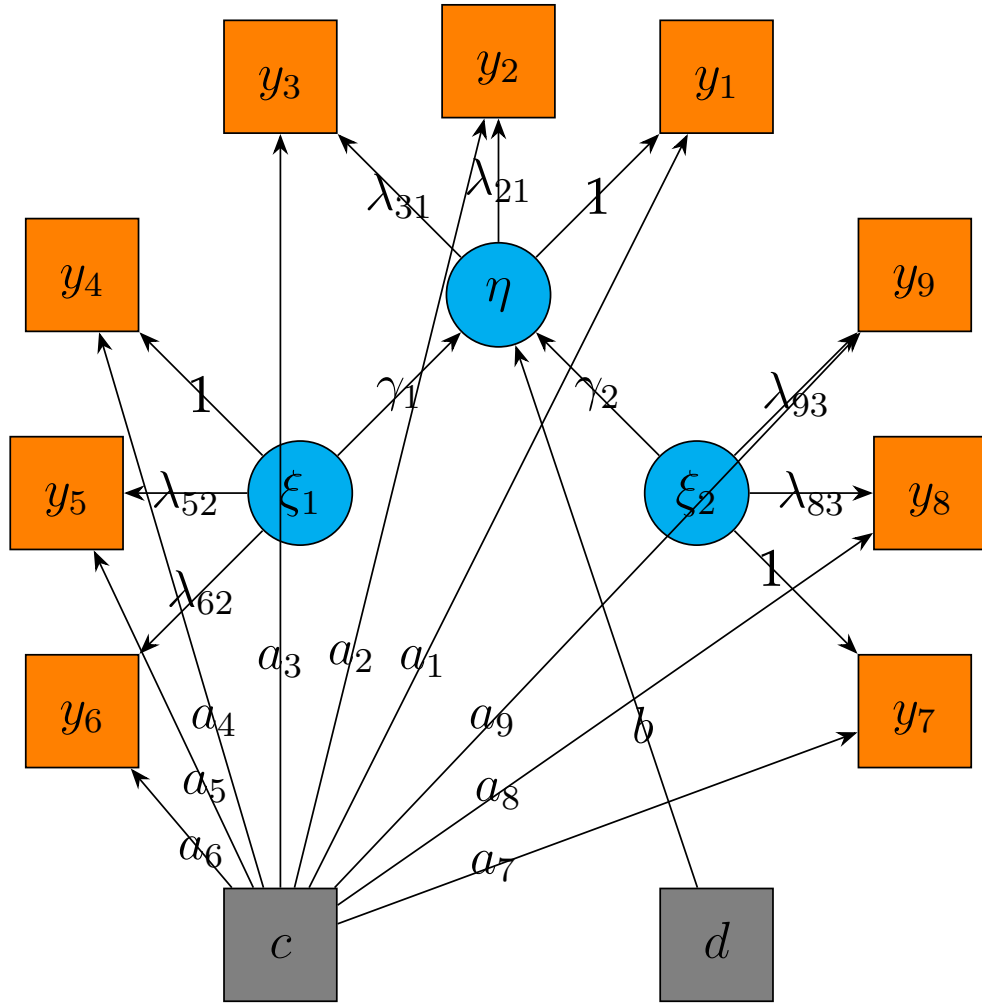 y₂
y₃
y₁
λ₂₁
λ₃₁
1
y₄
y₉
η
1
γ₁
γ₂
λ₉₃
y₅
λ₅₂
ξ₁
ξ₂
λ₈₃
y₈
λ₆₂
1
a₃
a₂
a₁
y₆
a₄
a₉
b
y₇
a₅
a₈
a₆
a₇
c
d